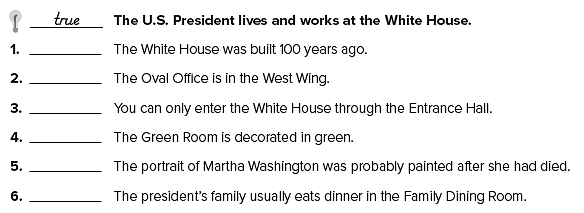 true The U.S. President lives and works at the White House.
1. __________ The White House was built 100 years ago.
2. __________ The Oval Office is in the West Wing.
3. __________ You can only enter the White House through the Entrance Hall.
4. __________ The Green Room is decorated in green.
5. __________ The portrait of Martha Washington was probably painted after she had died.
6. __________ The president's family usually eats dinner in the Family Dining Room.